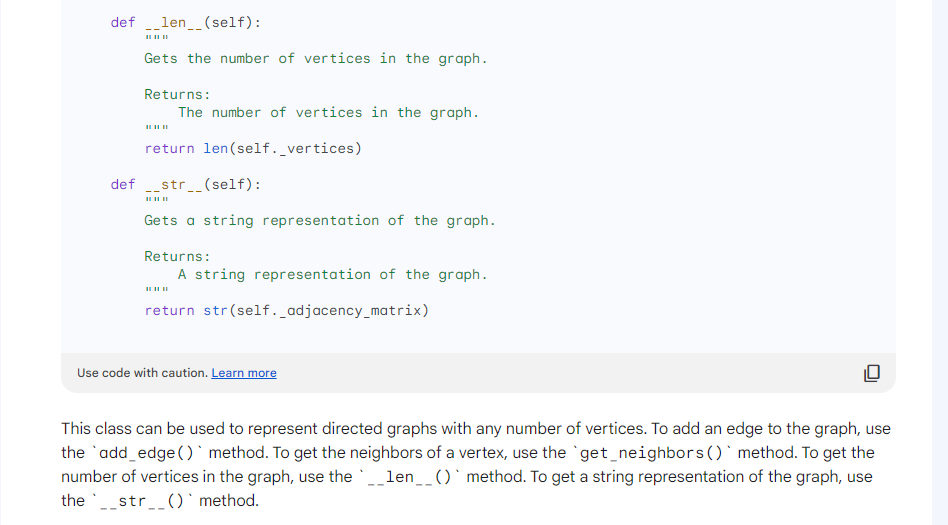 def __len__(self):
"""
Gets the number of vertices in the graph.
Returns:
The number of vertices in the graph.
"""
return len(self._vertices)
def __str__(self):
"""
Gets a string representation of the graph.
Returns:
A string representation of the graph.
"""
return str(self._adjacency_matrix)
Use code with caution. Learn more
This class can be used to represent directed graphs with any number of vertices. To add an edge to the graph, use
the `add_edge()` method. To get the neighbors of a vertex, use the `get_neighbors()` method. To get the
number of vertices in the graph, use the `__len__()` method. To get a string representation of the graph, use
the `__str__()` method.